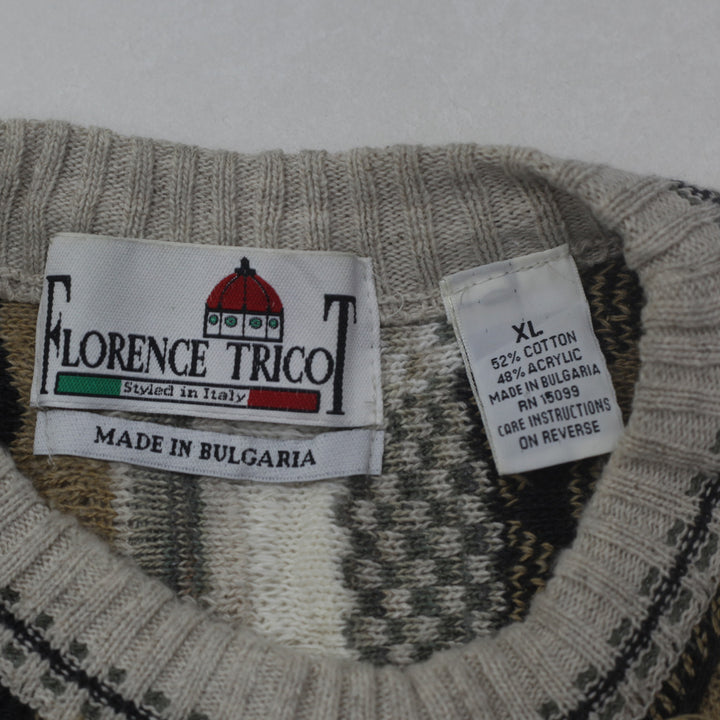 FLORENCE TRICOT
Styled in Italy
MADE IN BULGARIA
XL
52% COTTON
48% ACRYLIC
MADE IN BULGARIA
RN 15099
CARE INSTRUCTIONS
ON REVERSE